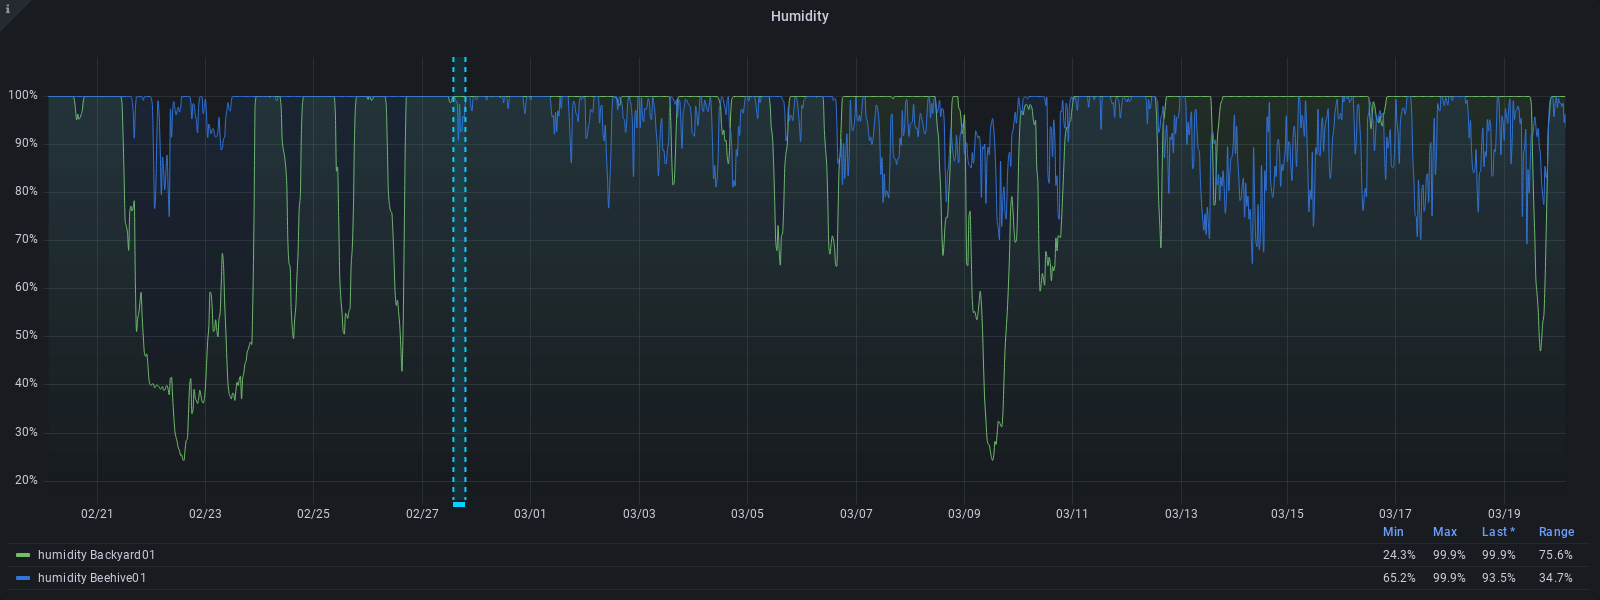 i
Humidity
100%
90%
80%
70%
60%
50%
40%
30%
20%
02/21 02/23 02/25 02/27 03/01 03/03 03/05 03/07 03/09 03/11 03/13 03/15 03/17 03/19
Min Max Last * Range
humidity Backyard01 24.3% 99.9% 99.9% 75.6%
humidity Beehive01 65.2% 99.9% 93.5% 34.7%